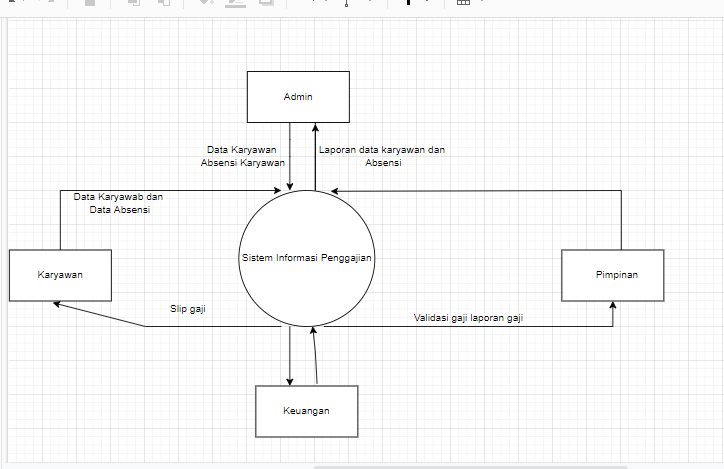 Admin
Data Karyawan
Absensi Karyawan
Laporan data karyawan dan
Absensi
Data Karyawab dan
Data Absensi
Sistem Informasi Penggajian
Karyawan
Pimpinan
Slip gaji
Validasi gaji laporan gaji
Keuangan